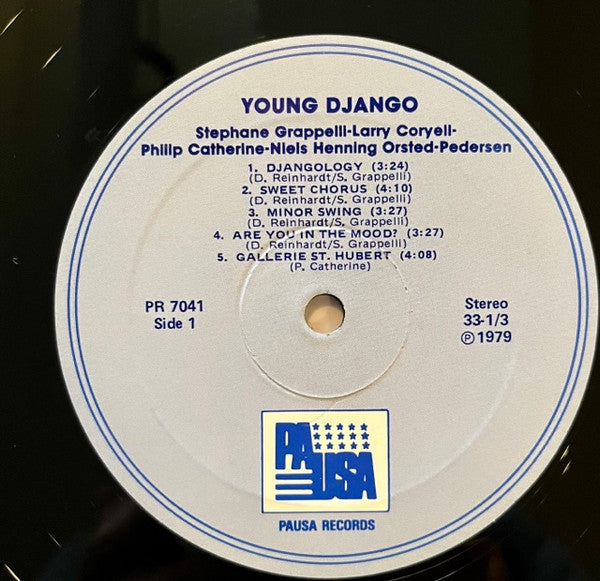 YOUNG DJANGO
Stephane Grappelli-Larry Coryell-
Philip Catherine-Niels Henning Orsted-Pedersen
1. DJANGOLOGY (3:24)
(D. Reinhardt/S. Grappelli)
2. SWEET CHORUS (4:10)
(D. Reinhardt/S. Grappelli)
3. MINOR SWING (3:27)
(D. Reinhardt/S. Grappelli)
4. ARE YOU IN THE MOOD? (3:27)
(D. Reinhardt/S. Grappelli)
5. GALLERIE ST. HUBERT (4:08)
(P. Catherine)
PR 7041
Side 1
Stereo
33-1/3
℗ 1979
PAUSA
PAUSA RECORDS